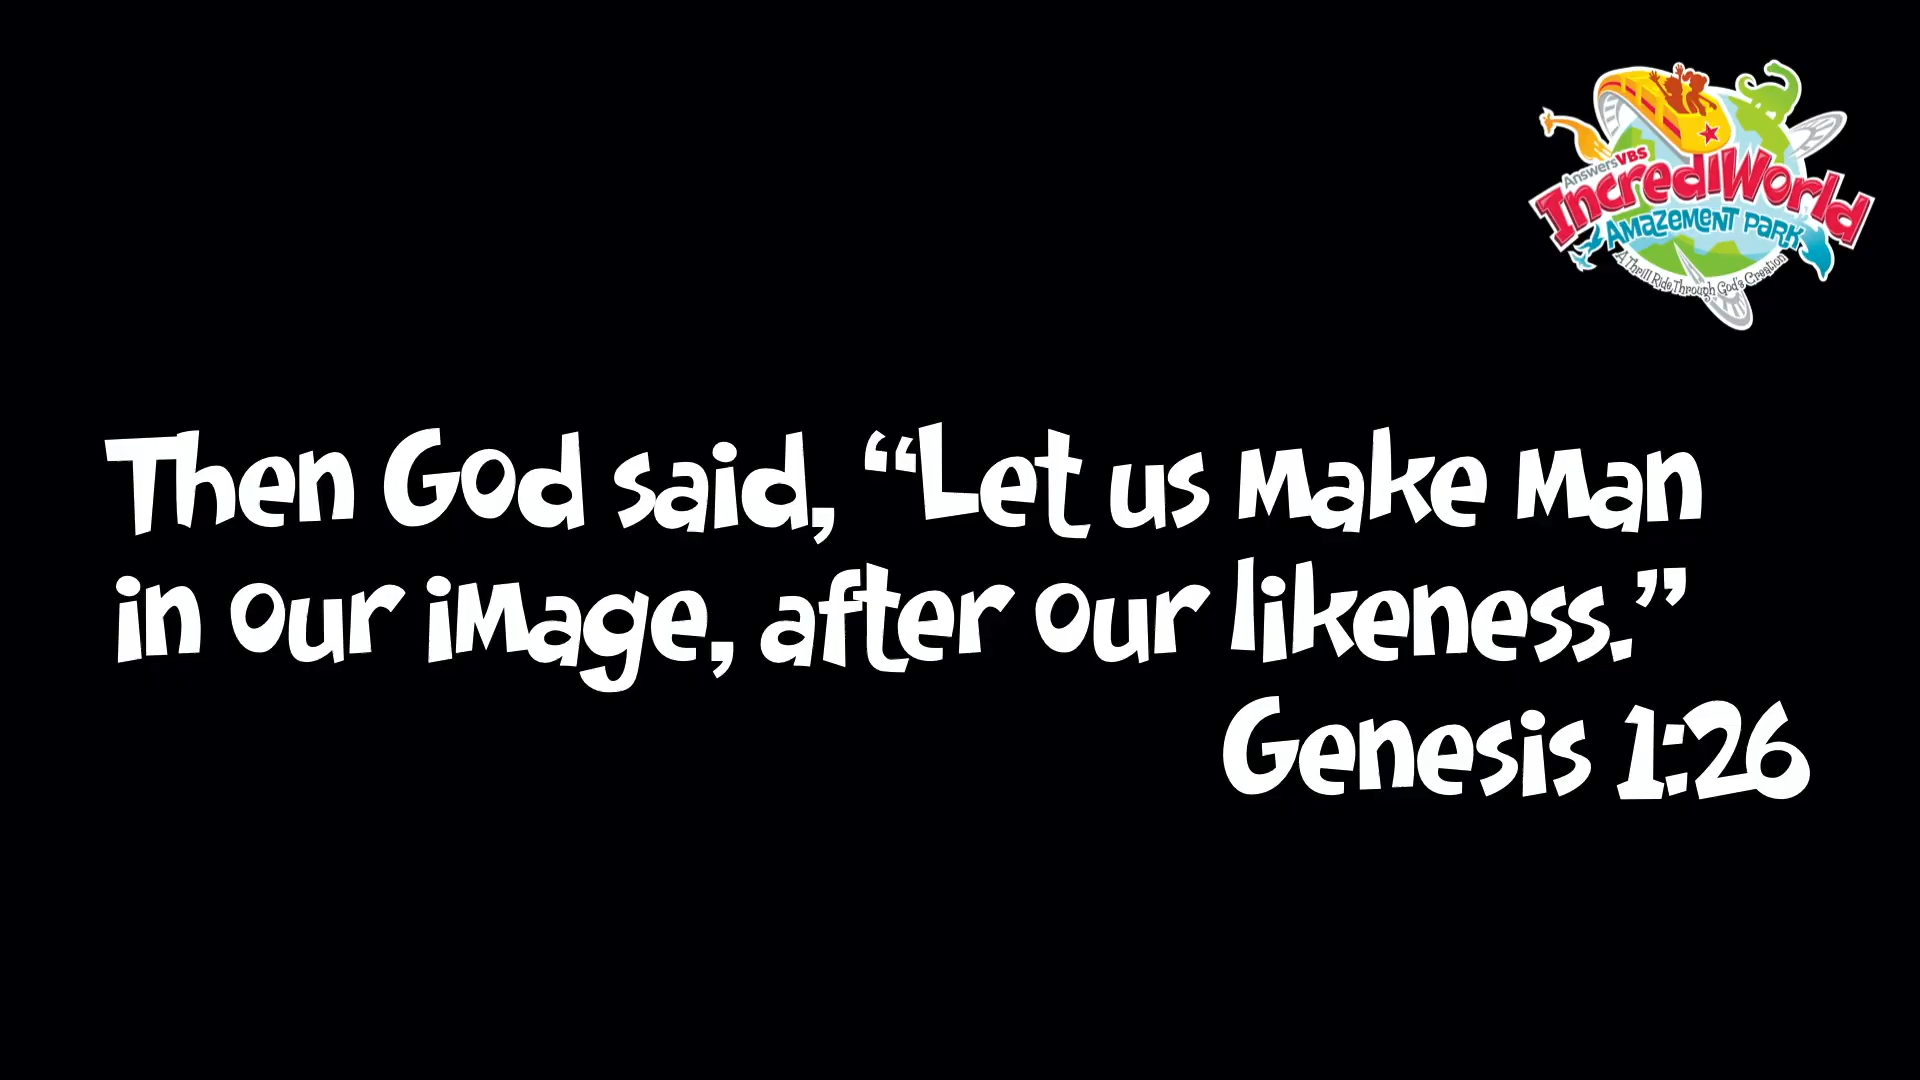 AnswersVBS
IncrediWorld
Amazement Park
A Thrill Ride Through God's Creation
Then God said, “Let us make man
in our image, after our likeness.”
Genesis 1:26